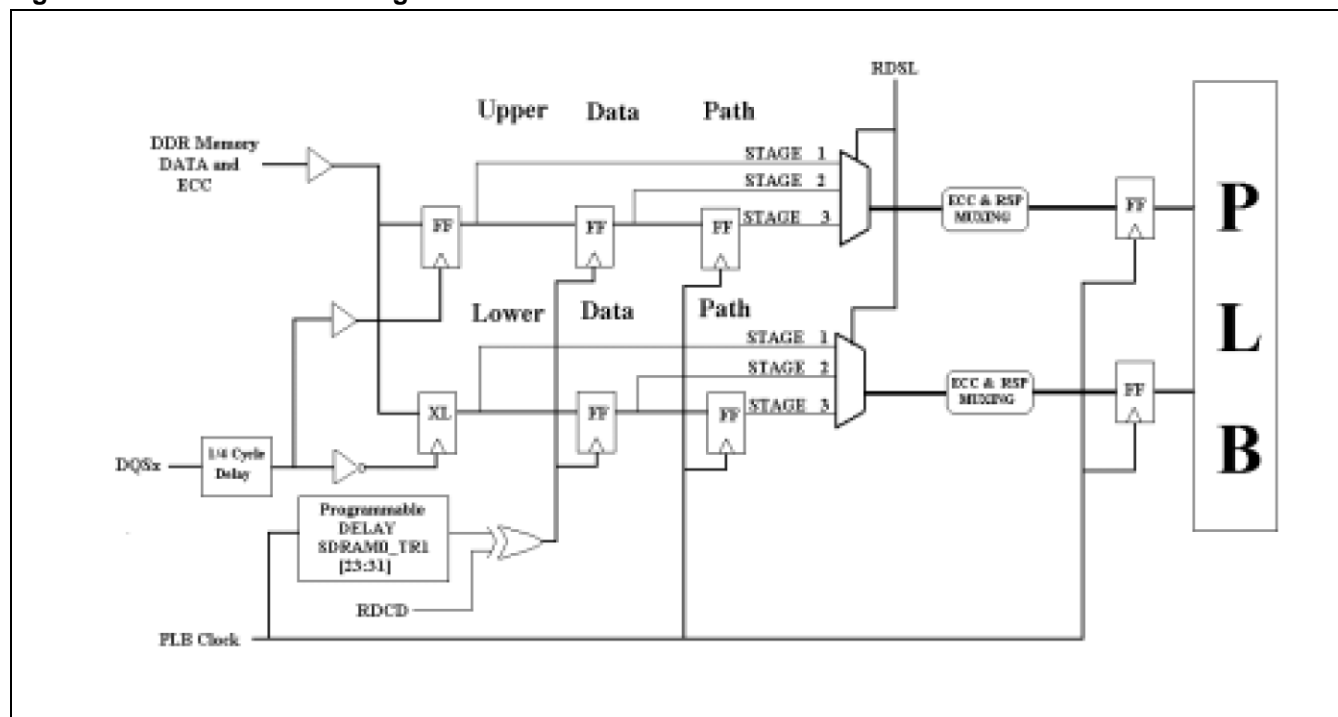 RDSL
Upper Data Path
DDR Memory
DATA and
ECC
STAGE 1
STAGE 2
STAGE 3
FF
FF
FF
ECC & RSP
MUXING
FF
P
L
B
Lower Data Path
STAGE 1
STAGE 2
STAGE 3
XL
FF
FF
ECC & RSP
MUXING
FF
DQSx
1/4 Cycle
Delay
Programmable
DELAY
SDRAM0_TR1
[23:31]
RDCD
PLB Clock